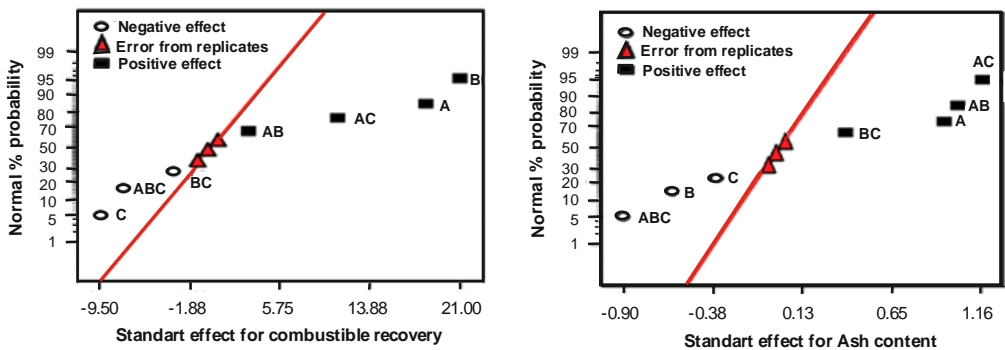 Negative effect
Error from replicates
Positive effect
Normal % probability
99
95
90
80
70
50
30
20
10
5
1
B
A
AC
AB
BC
ABC
C
-9.50
-1.88
5.75
13.88
21.00
Standart effect for combustible recovery
Negative effect
Error from replicates
Positive effect
Normal % probability
99
95
90
80
70
50
30
20
10
5
1
AC
AB
A
BC
C
B
ABC
-0.90
-0.38
0.13
0.65
1.16
Standart effect for Ash content